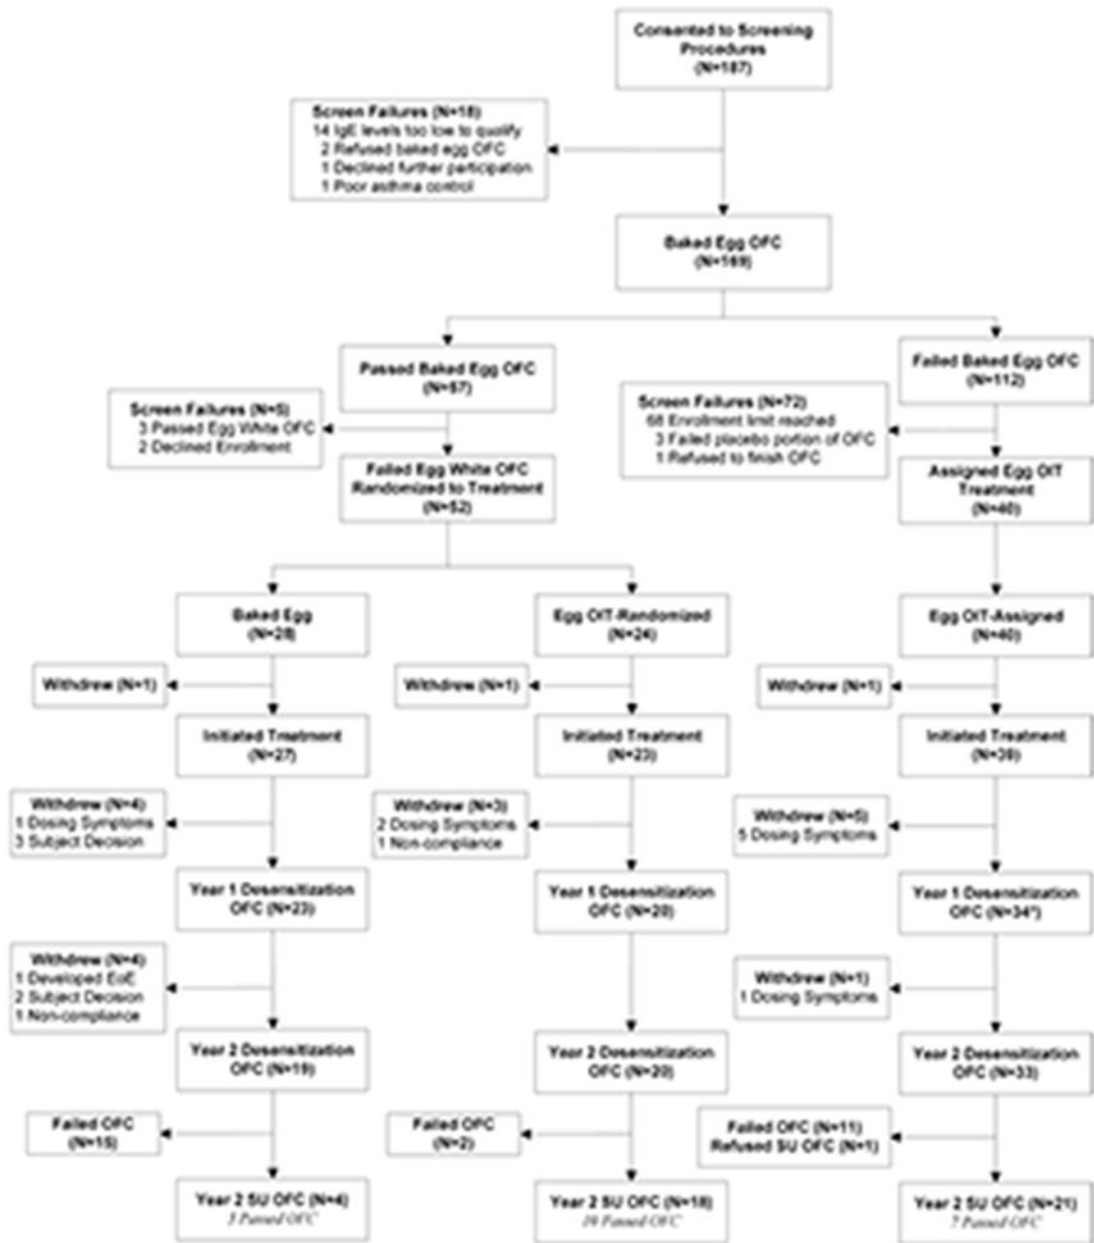 Consented to Screening
Procedures
(N=187)
Screen Failures (N=18)
14 IgE levels too low to qualify
2 Refused baked egg OFC
1 Declined further participation
1 Poor asthma control
Baked Egg OFC
(N=169)
Passed Baked Egg OFC
(N=57)
Failed Baked Egg OFC
(N=112)
Screen Failures (N=5)
3 Passed Egg White OFC
2 Declined Enrollment
Screen Failures (N=72)
68 Enrollment limit reached
3 Failed placebo portion of OFC
1 Refused to finish OFC
Failed Egg White OFC
Randomized to Treatment
(N=52)
Assigned Egg OIT
Treatment
(N=40)
Baked Egg
(N=28)
Egg OIT-Randomized
(N=24)
Egg OIT-Assigned
(N=40)
Withdrew (N=1)
Withdrew (N=1)
Withdrew (N=1)
Initiated Treatment
(N=27)
Initiated Treatment
(N=23)
Initiated Treatment
(N=39)
Withdrew (N=4)
1 Dosing Symptoms
3 Subject Decision
Withdrew (N=3)
2 Dosing Symptoms
1 Non-compliance
Withdrew (N=5)
5 Dosing Symptoms
Year 1 Desensitization
OFC (N=23)
Year 1 Desensitization
OFC (N=20)
Year 1 Desensitization
OFC (N=34*)
Withdrew (N=4)
1 Developed EoE
2 Subject Decision
1 Non-compliance
Withdrew (N=1)
1 Dosing Symptoms
Year 2 Desensitization
OFC (N=19)
Year 2 Desensitization
OFC (N=20)
Year 2 Desensitization
OFC (N=33)
Failed OFC
(N=15)
Failed OFC
(N=2)
Failed OFC (N=11)
Refused SU OFC (N=1)
Year 2 SU OFC (N=4)
Passed OFC
Year 2 SU OFC (N=18)
Passed OFC
Year 2 SU OFC (N=21)
7 Passed OFC